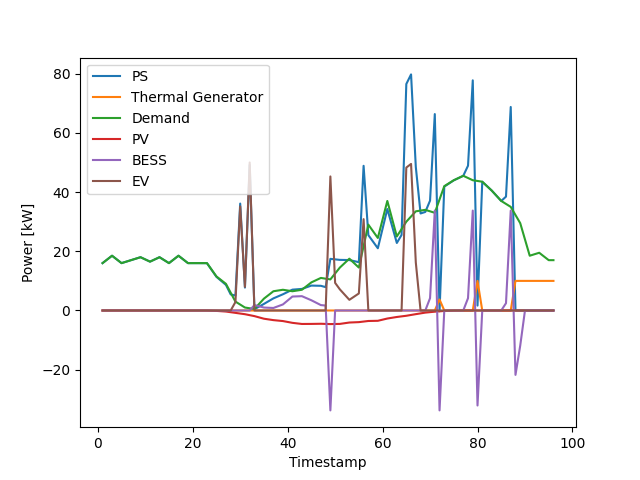 80
60
40
20
0
−20
Power [kW]
PS
Thermal Generator
Demand
PV
BESS
EV
0 20 40 60 80 100
Timestamp